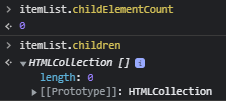 > itemList.childElementCount
< 0
> itemList.children
< ▼ HTMLCollection [] i
length: 0
▶ [[Prototype]]: HTMLCollection